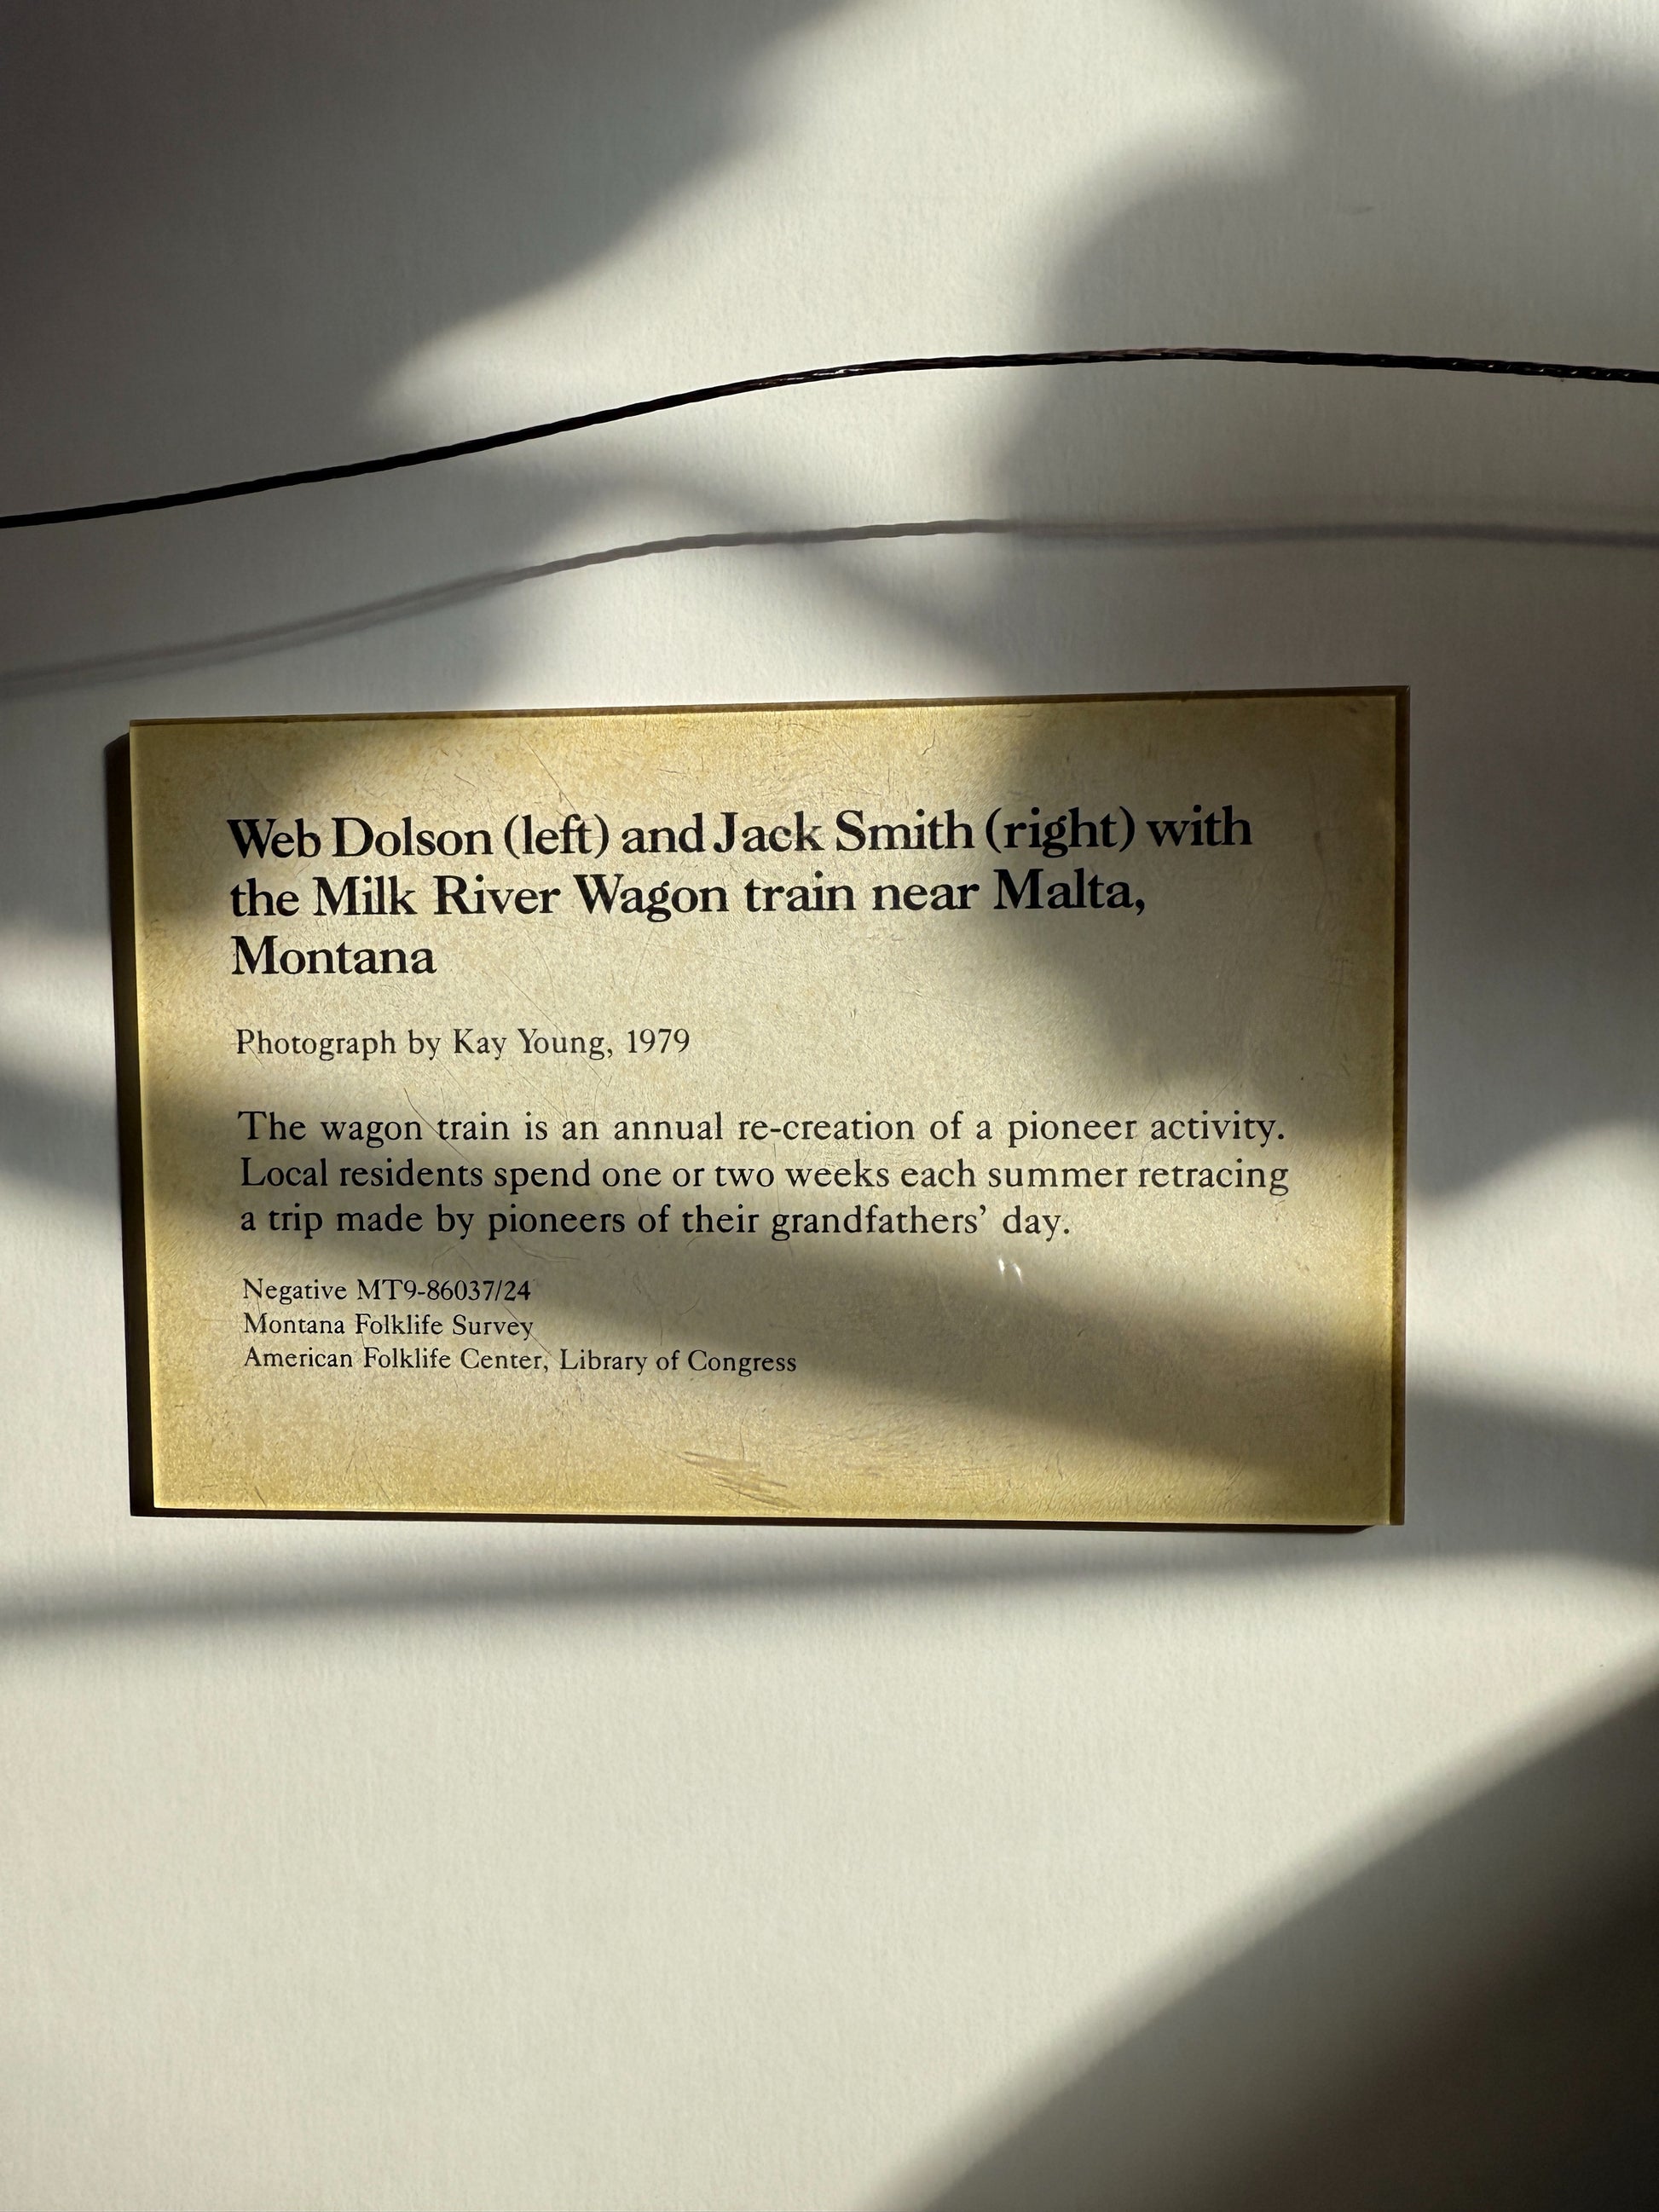 Web Dolson (left) and Jack Smith (right) with
the Milk River Wagon train near Malta,
Montana
Photograph by Kay Young, 1979
The wagon train is an annual re-creation of a pioneer activity.
Local residents spend one or two weeks each summer retracing
a trip made by pioneers of their grandfathers’ day.
Negative MT9-86037/24
Montana Folklife Survey
American Folklife Center, Library of Congress